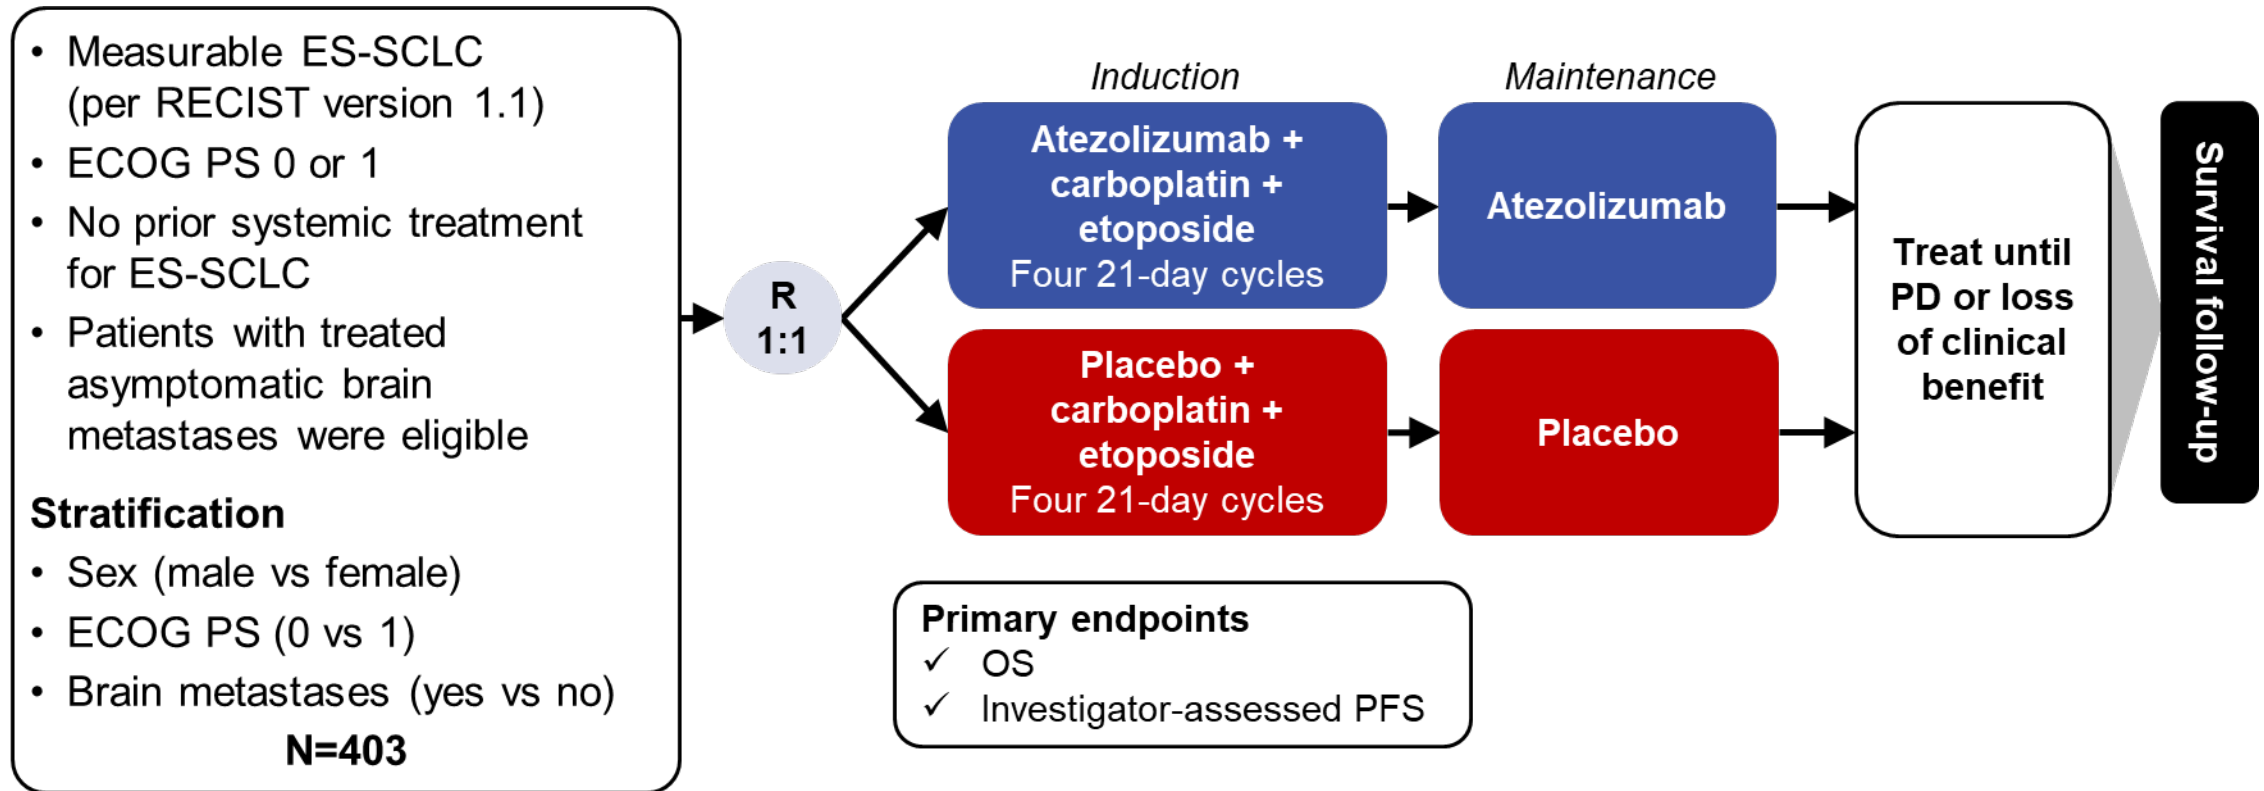 • Measurable ES-SCLC
(per RECIST version 1.1)
• ECOG PS 0 or 1
• No prior systemic treatment
for ES-SCLC
• Patients with treated
asymptomatic brain
metastases were eligible
Stratification
• Sex (male vs female)
• ECOG PS (0 vs 1)
• Brain metastases (yes vs no)
N=403
R
1:1
Induction
Atezolizumab +
carboplatin +
etoposide
Four 21-day cycles
Maintenance
Atezolizumab
Placebo +
carboplatin +
etoposide
Four 21-day cycles
Placebo
Treat until
PD or loss
of clinical
benefit
Survival follow-up
Primary endpoints
✓ OS
✓ Investigator-assessed PFS